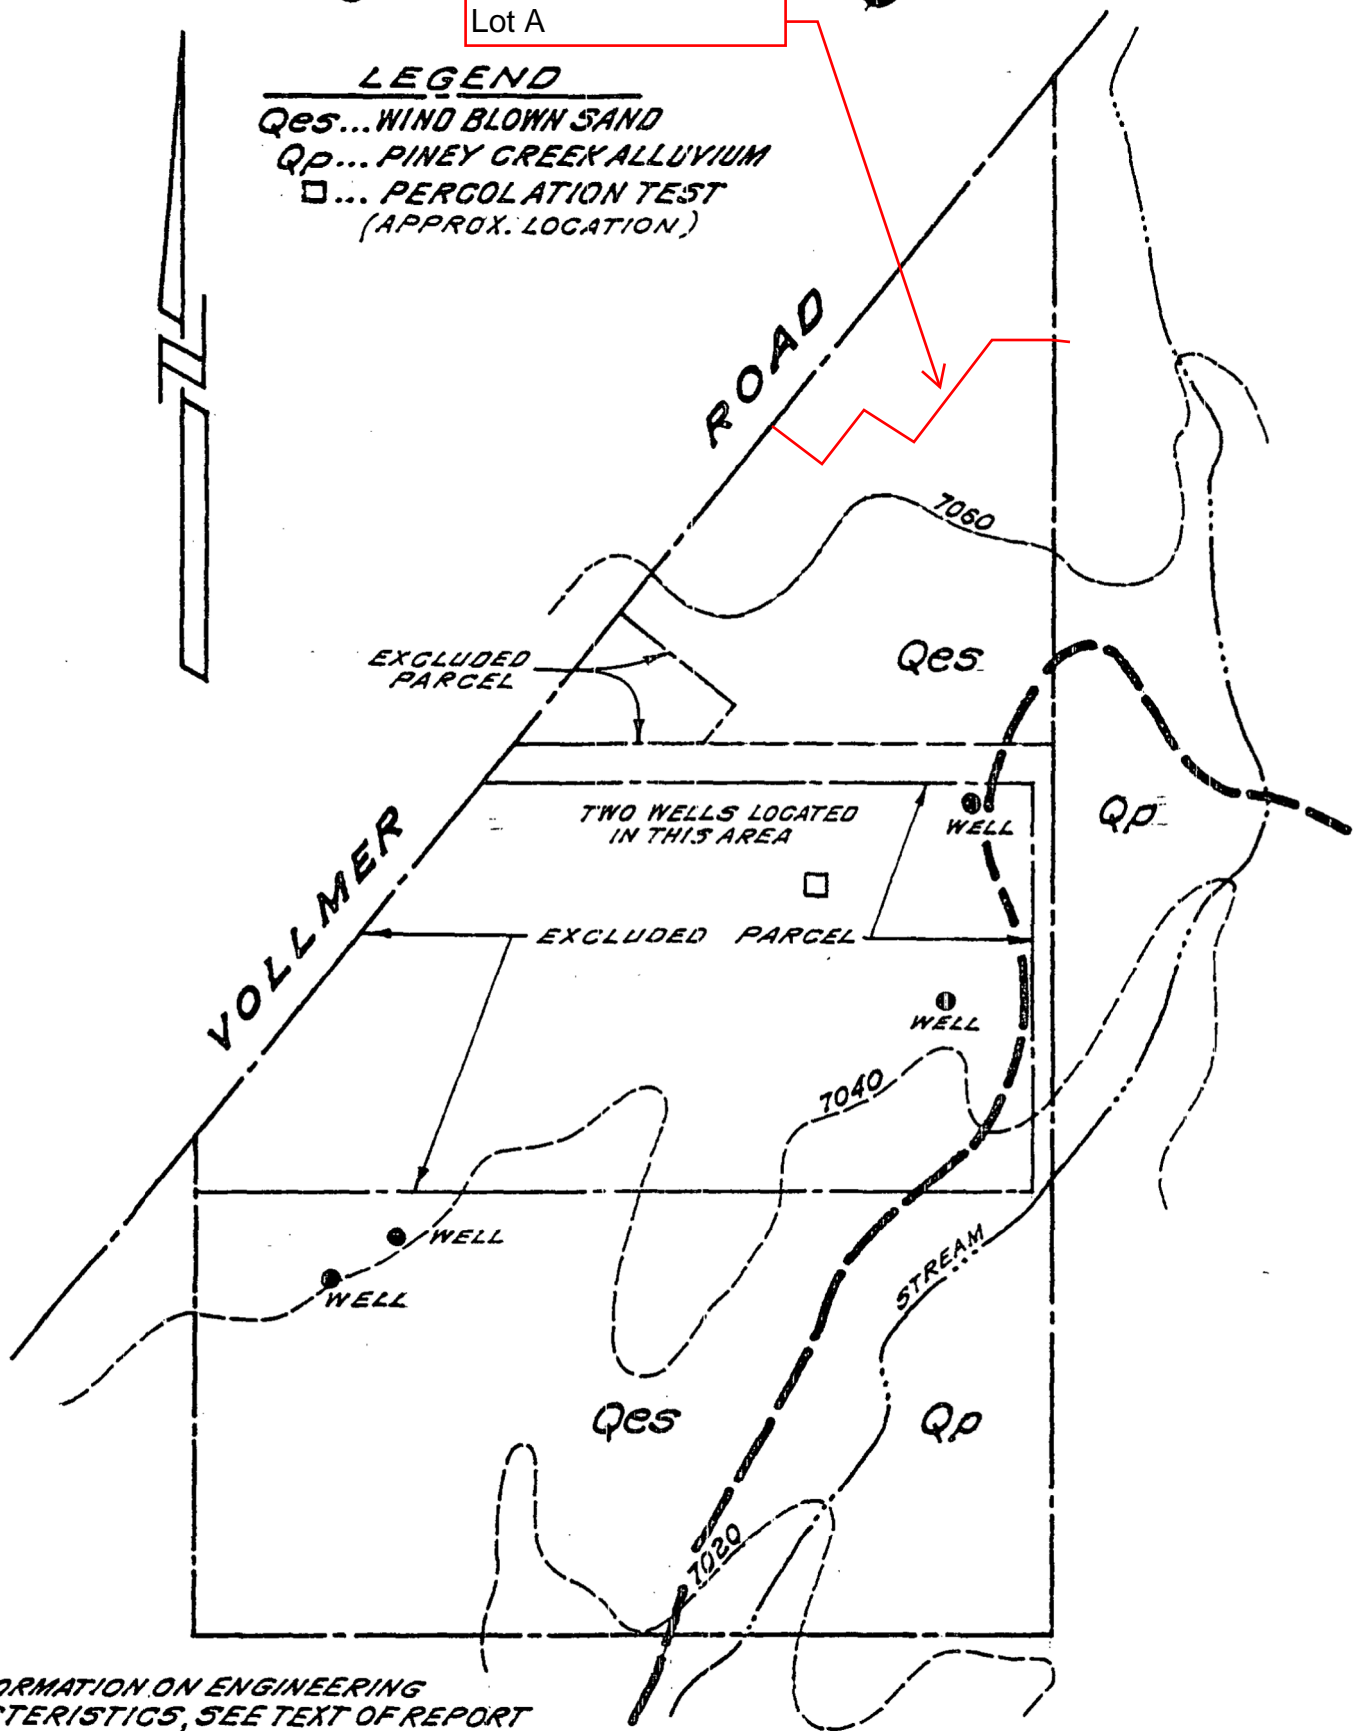 Lot A
LEGEND
Qes... WIND BLOWN SAND
Qp... PINEY CREEK ALLUVIUM
□... PERCOLATION TEST
(APPROX. LOCATION)
ROAD
7060
EXCLUDED
PARCEL
Qes
TWO WELLS LOCATED
IN THIS AREA
WELL
Qp
VOLLMER
EXCLUDED PARCEL
WELL
7040
WELL
STREAM
WELL
Qes
Qp
7020
ORMATION ON ENGINEERING
TERISTICS, SEE TEXT OF REPORT